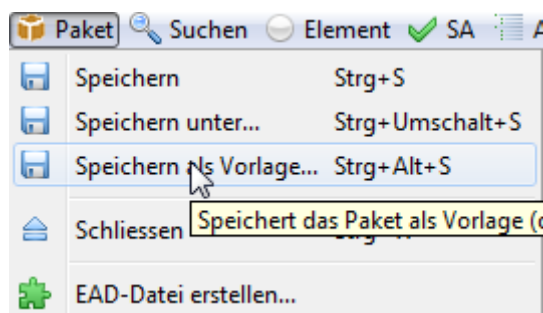 Paket Suchen Element SA
Speichern Strg+S
Speichern unter... Strg+Umschalt+S
Speichern als Vorlage... Strg+Alt+S
Speichert das Paket als Vorlage (
Schliessen
EAD-Datei erstellen...